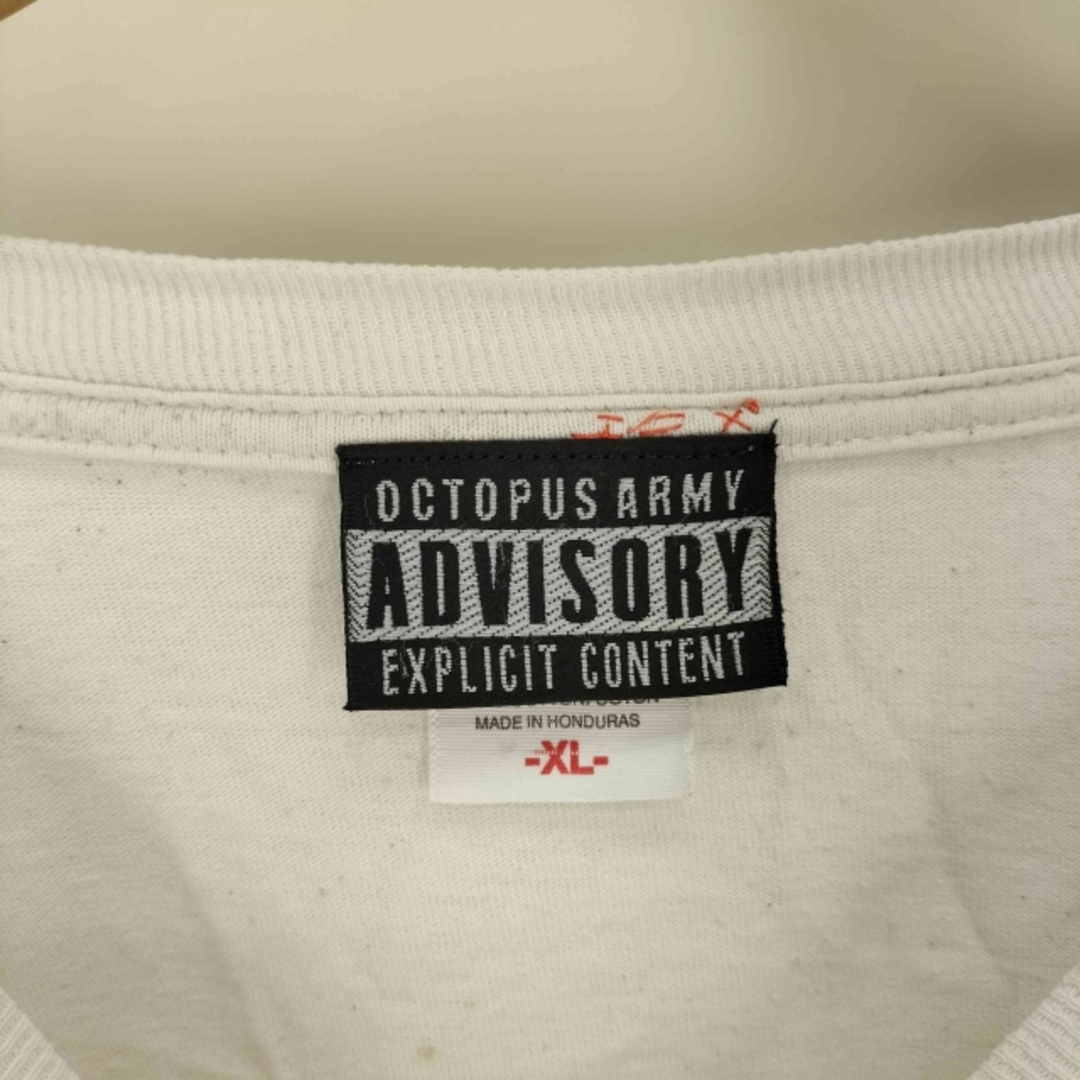 OCTOPUS ARMY
ADVISORY
EXPLICIT CONTENT
MADE IN HONDURAS
-XL-